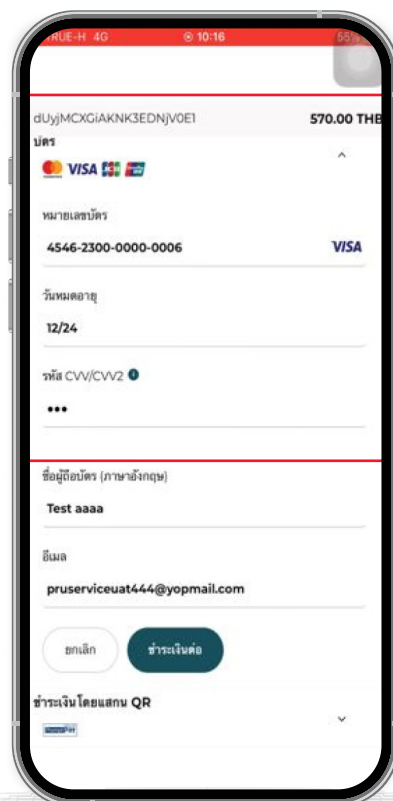 TRUE-H 4G 10:16 55%
dUyjMCXGiAKNK3EDNjV0E1 570.00 THB
บัตร
VISA JCB
หมายเลขบัตร
4546-2300-0000-0006 VISA
วันหมดอายุ
12/24
รหัส CVV/CVV2
•••
ชื่อผู้ถือบัตร (ภาษาอังกฤษ)
Test aaaa
อีเมล
pruserviceuat444@yopmail.com
ยกเลิก ชำระเงินต่อ
ชำระเงินโดยแสกน QR